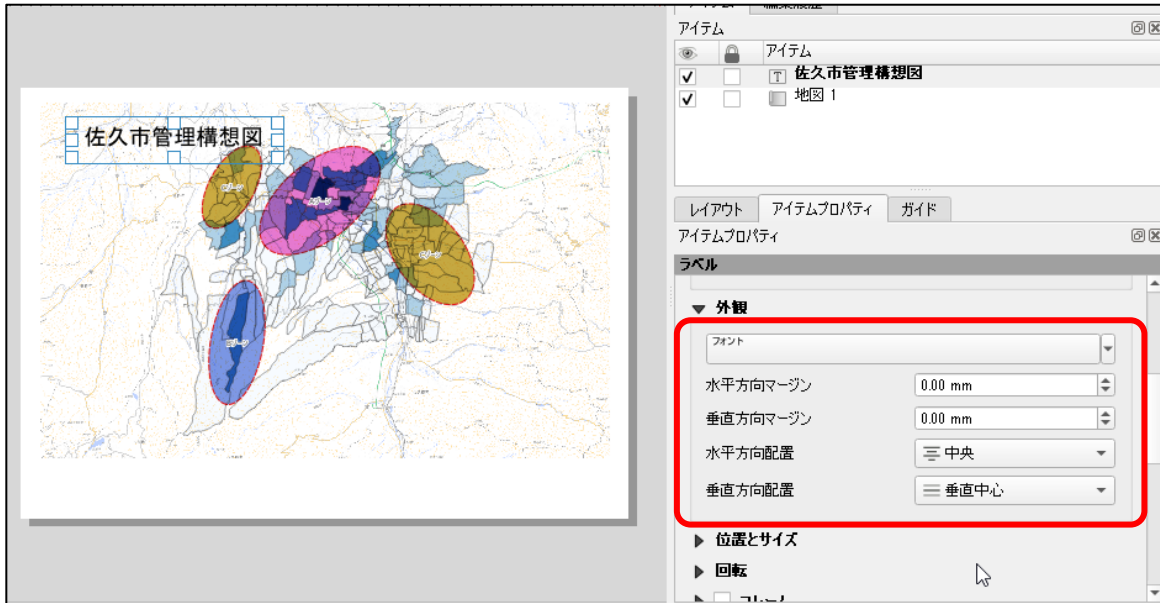 アイテム
アイテム
佐久市管理構想図
地図 1
佐久市管理構想図
レイアウト
アイテムプロパティ
ガイド
アイテムプロパティ
ラベル
外観
フォント
水平方向マージン
0.00 mm
垂直方向マージン
0.00 mm
水平方向配置
中央
垂直方向配置
垂直中心
位置とサイズ
回転